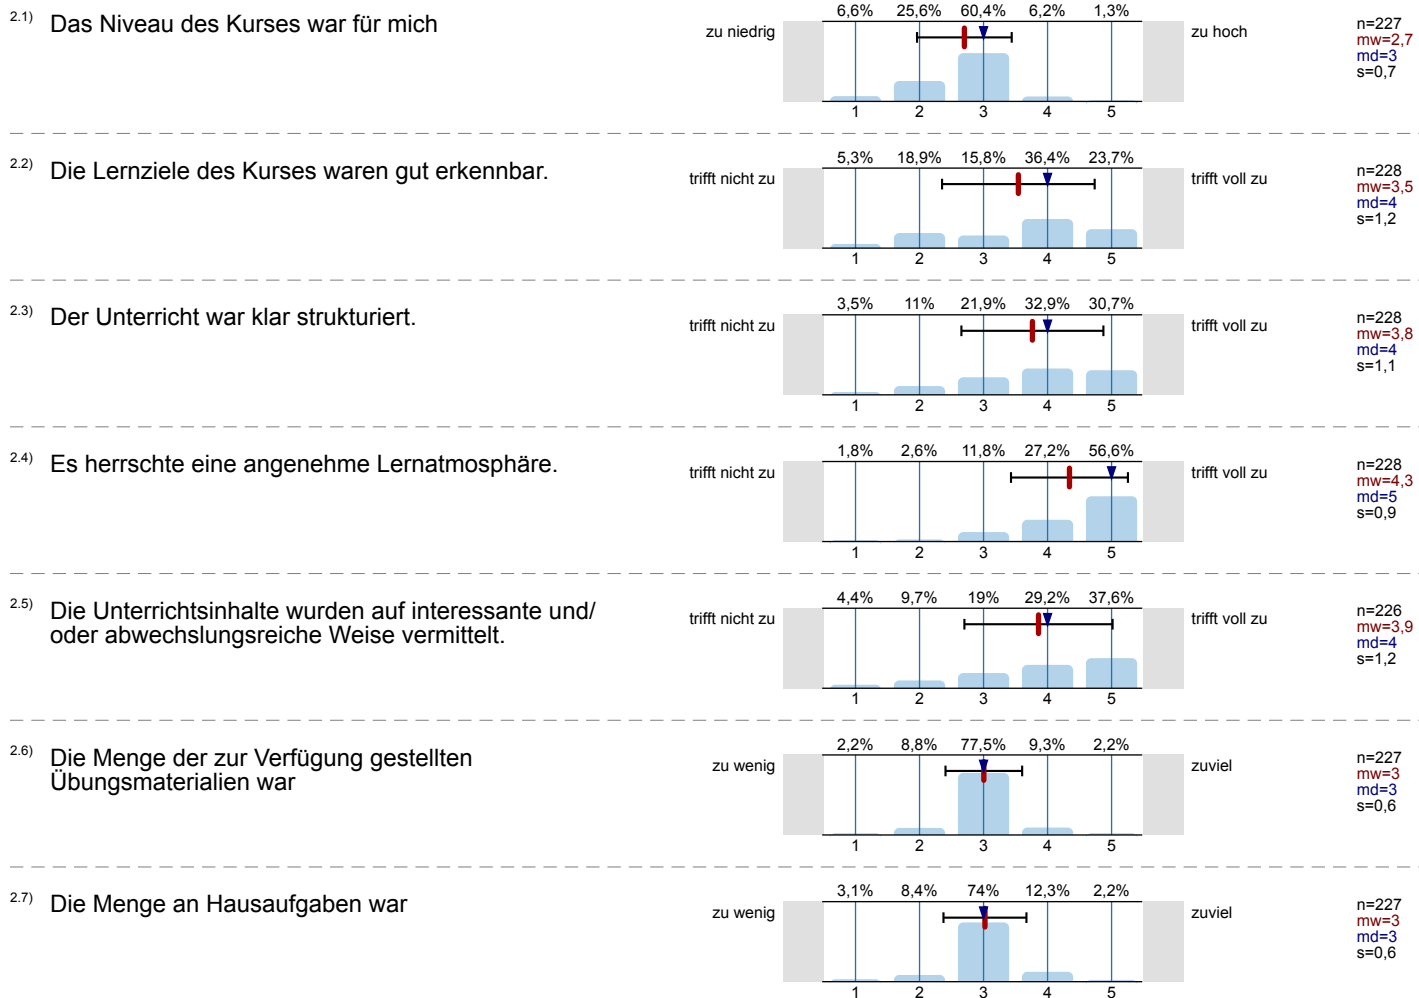 2.1) Das Niveau des Kurses war für mich
6,6% 25,6% 60,4% 6,2% 1,3%
zu niedrig zu hoch
1 2 3 4 5
n=227
mw=2,7
md=3
s=0,7
2.2) Die Lernziele des Kurses waren gut erkennbar.
5,3% 18,9% 15,8% 36,4% 23,7%
trifft nicht zu trifft voll zu
1 2 3 4 5
n=228
mw=3,5
md=4
s=1,2
2.3) Der Unterricht war klar strukturiert.
3,5% 11% 21,9% 32,9% 30,7%
trifft nicht zu trifft voll zu
1 2 3 4 5
n=228
mw=3,8
md=4
s=1,1
2.4) Es herrschte eine angenehme Lernatmosphäre.
1,8% 2,6% 11,8% 27,2% 56,6%
trifft nicht zu trifft voll zu
1 2 3 4 5
n=228
mw=4,3
md=5
s=0,9
2.5) Die Unterrichtsinhalte wurden auf interessante und/
oder abwechslungsreiche Weise vermittelt.
4,4% 9,7% 19% 29,2% 37,6%
trifft nicht zu trifft voll zu
1 2 3 4 5
n=226
mw=3,9
md=4
s=1,2
2.6) Die Menge der zur Verfügung gestellten
Übungsmaterialien war
2,2% 8,8% 77,5% 9,3% 2,2%
zu wenig zuviel
1 2 3 4 5
n=227
mw=3
md=3
s=0,6
2.7) Die Menge an Hausaufgaben war
3,1% 8,4% 74% 12,3% 2,2%
zu wenig zuviel
1 2 3 4 5
n=227
mw=3
md=3
s=0,6